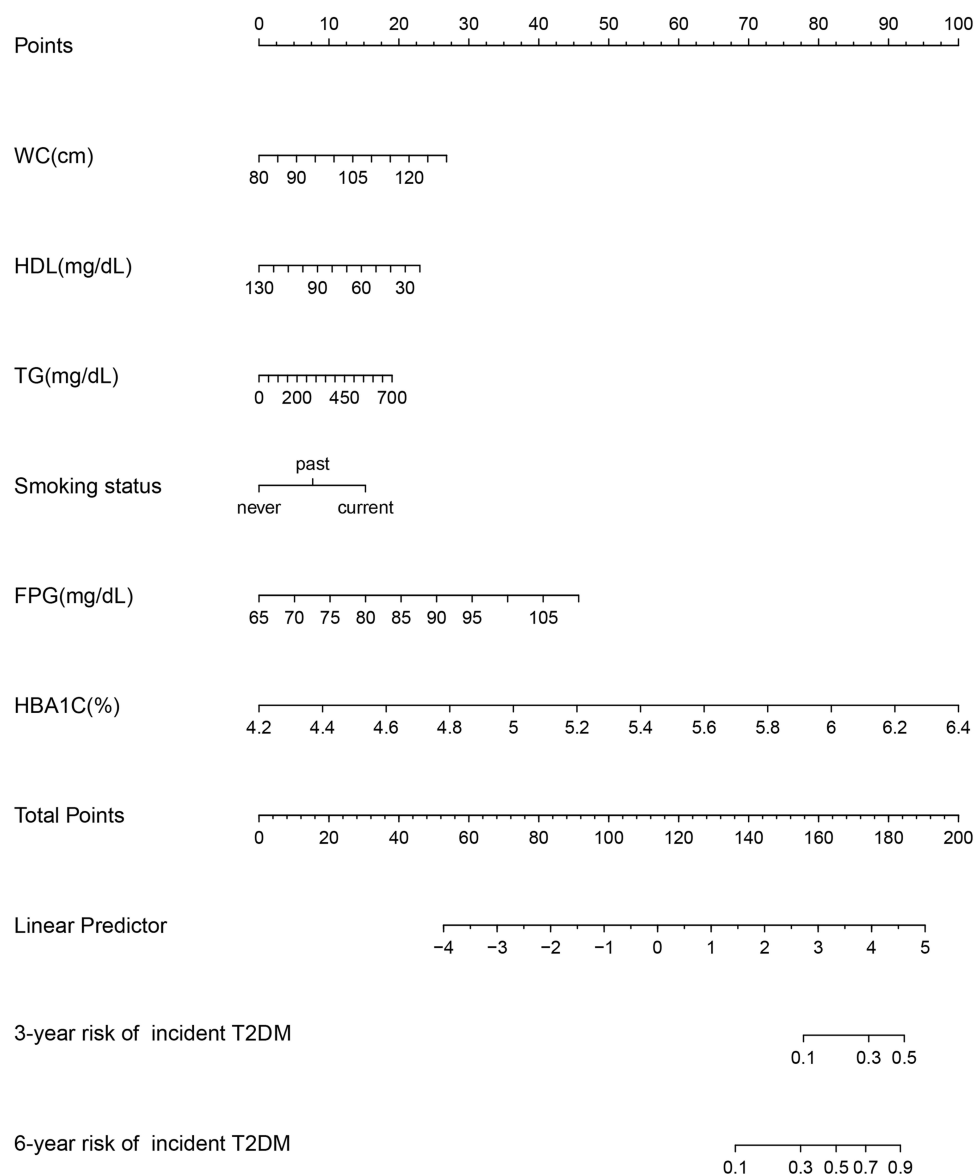 Points
0 10 20 30 40 50 60 70 80 90 100
WC(cm)
80 90 105 120
HDL(mg/dL)
130 90 60 30
TG(mg/dL)
0 200 450 700
past
Smoking status
never current
FPG(mg/dL)
65 70 75 80 85 90 95 105
HBA1C(%)
4.2 4.4 4.6 4.8 5 5.2 5.4 5.6 5.8 6 6.2 6.4
Total Points
0 20 40 60 80 100 120 140 160 180 200
Linear Predictor
−4 −3 −2 −1 0 1 2 3 4 5
3-year risk of incident T2DM
0.1 0.3 0.5
6-year risk of incident T2DM
0.1 0.3 0.5 0.7 0.9